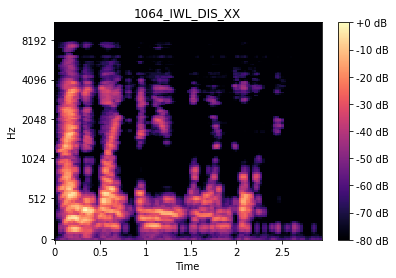 1064_IWL_DIS_XX
Hz
8192
4096
2048
1024
512
0
0 0.5 1 1.5 2 2.5
Time
+0 dB
-10 dB
-20 dB
-30 dB
-40 dB
-50 dB
-60 dB
-70 dB
-80 dB